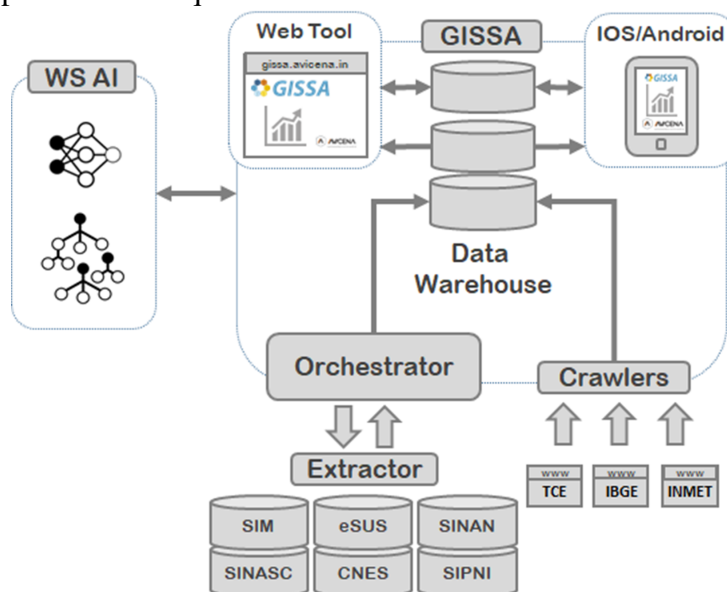 Web Tool
GISSA
IOS/Android
WS AI
gissa.avicena.in
GISSA
AVICENA
GISSA
AVICENA
Data
Warehouse
Orchestrator
Crawlers
Extractor
www
www
www
TCE
IBGE
INMET
SIM
eSUS
SINAN
SINASC
CNES
SIPNI